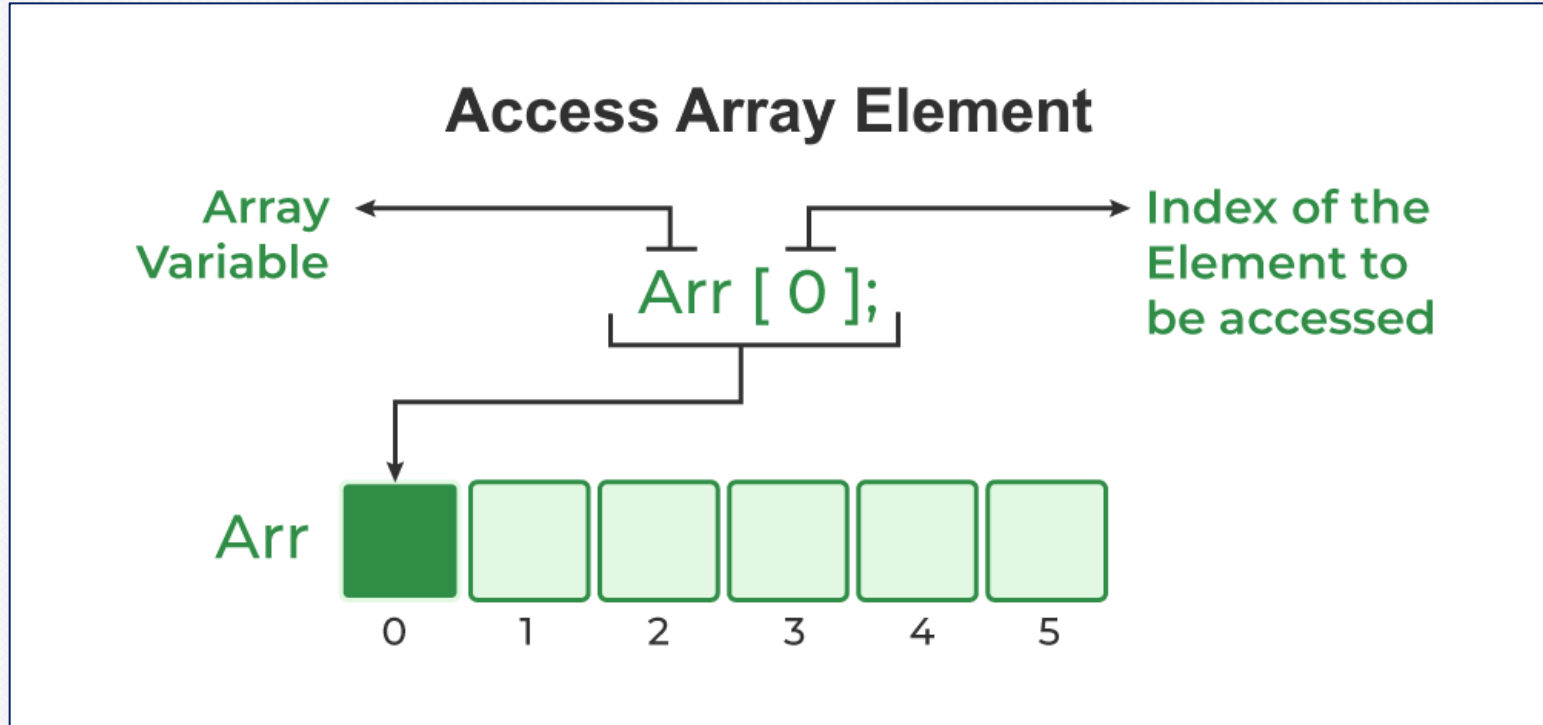 Access Array Element
Array
Variable
Index of the
Element to
be accessed
Arr [ 0 ];
Arr
0 1 2 3 4 5